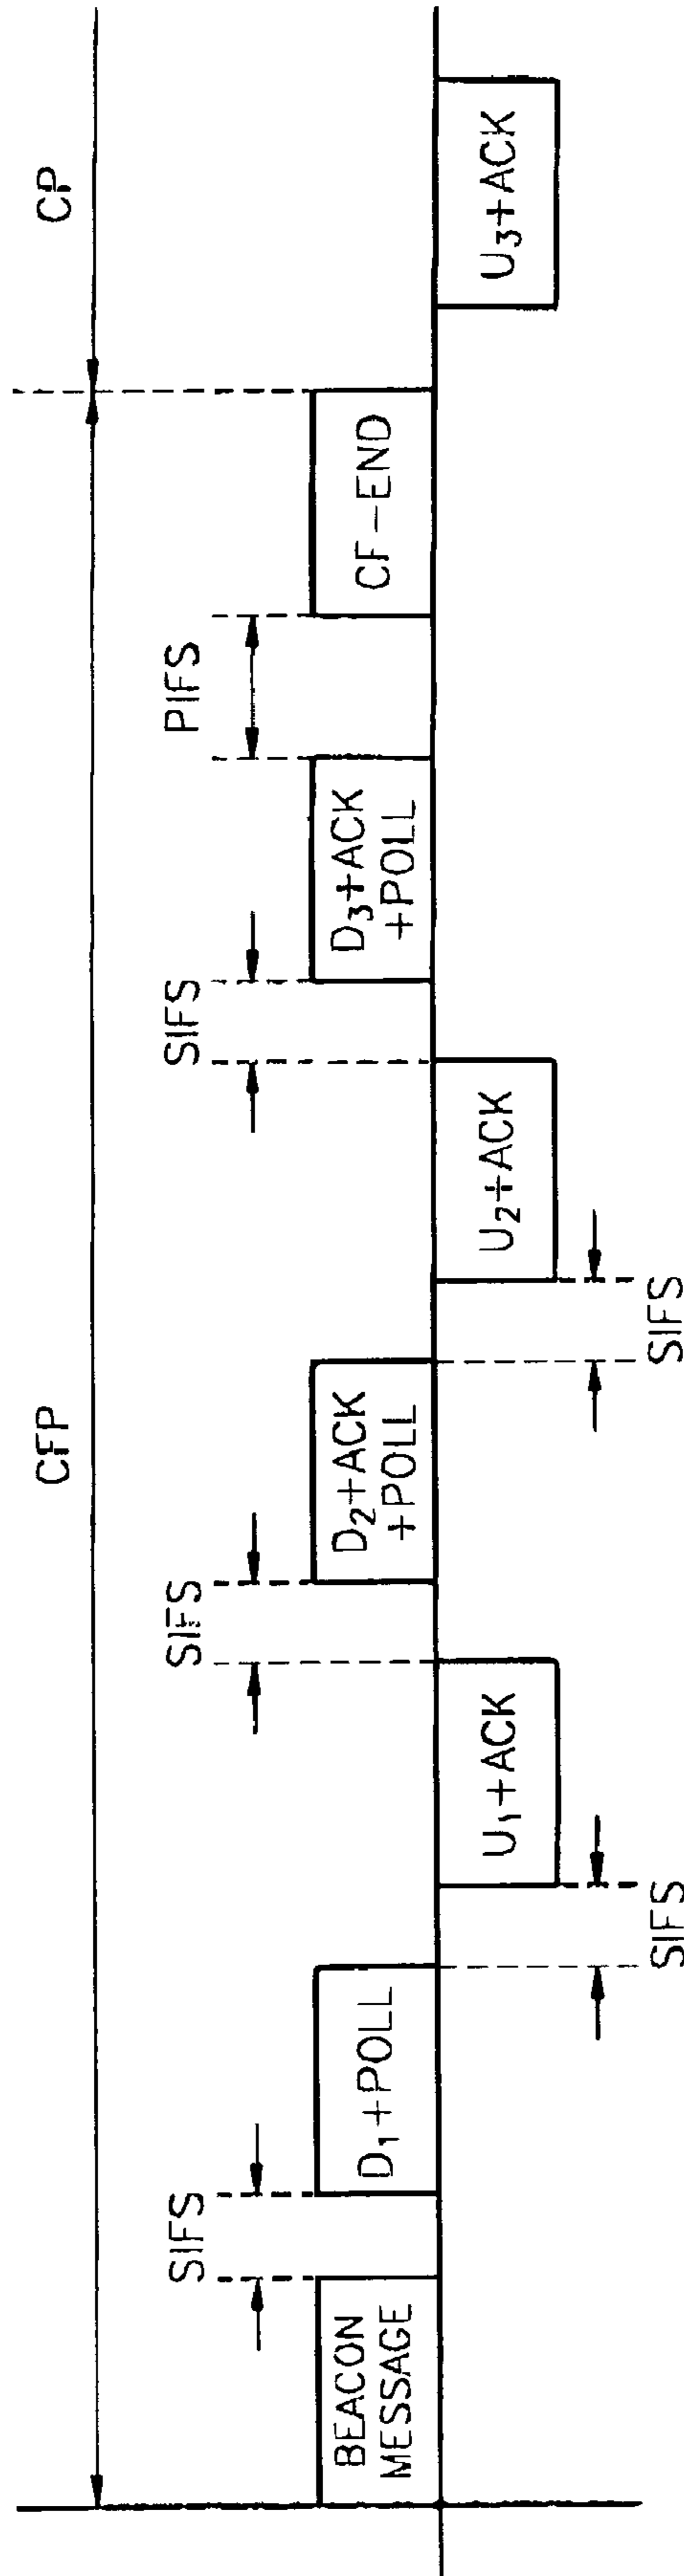 CFP
CP
SIFS
SIFS
SIFS
PIFS
BEACON
MESSAGE
D₁+POLL
D₂+ACK
+POLL
D₃+ACK
+POLL
CF-END
U₁+ACK
U₂+ACK
U₃+ACK
SIFS
SIFS